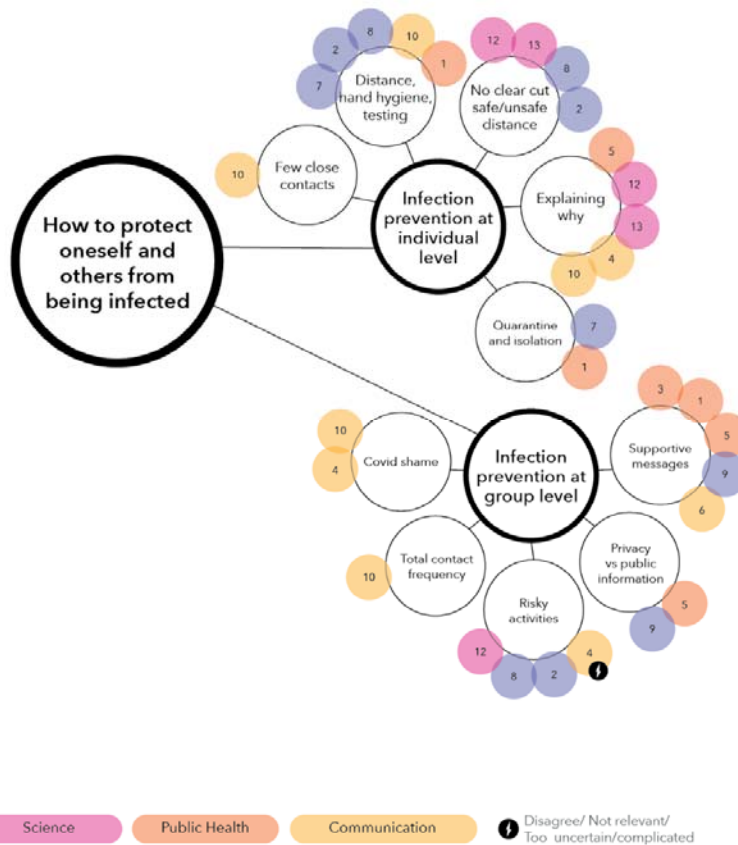 How to protect
oneself and
others from
being infected
Infection
prevention at
individual
level
Few close
contacts
10
Distance,
hand hygiene,
testing
7
2
8
10
1
No clear cut
safe/unsafe
distance
12
13
8
2
Explaining
why
5
12
13
4
10
Quarantine
and isolation
7
1
Infection
prevention at
group level
Covid shame
10
4
Total contact
frequency
10
Risky
activities
12
8
2
4
Privacy
vs public
information
5
9
Supportive
messages
3
1
5
9
6
Science
Public Health
Communication
Disagree/ Not relevant/
Too uncertain/complicated